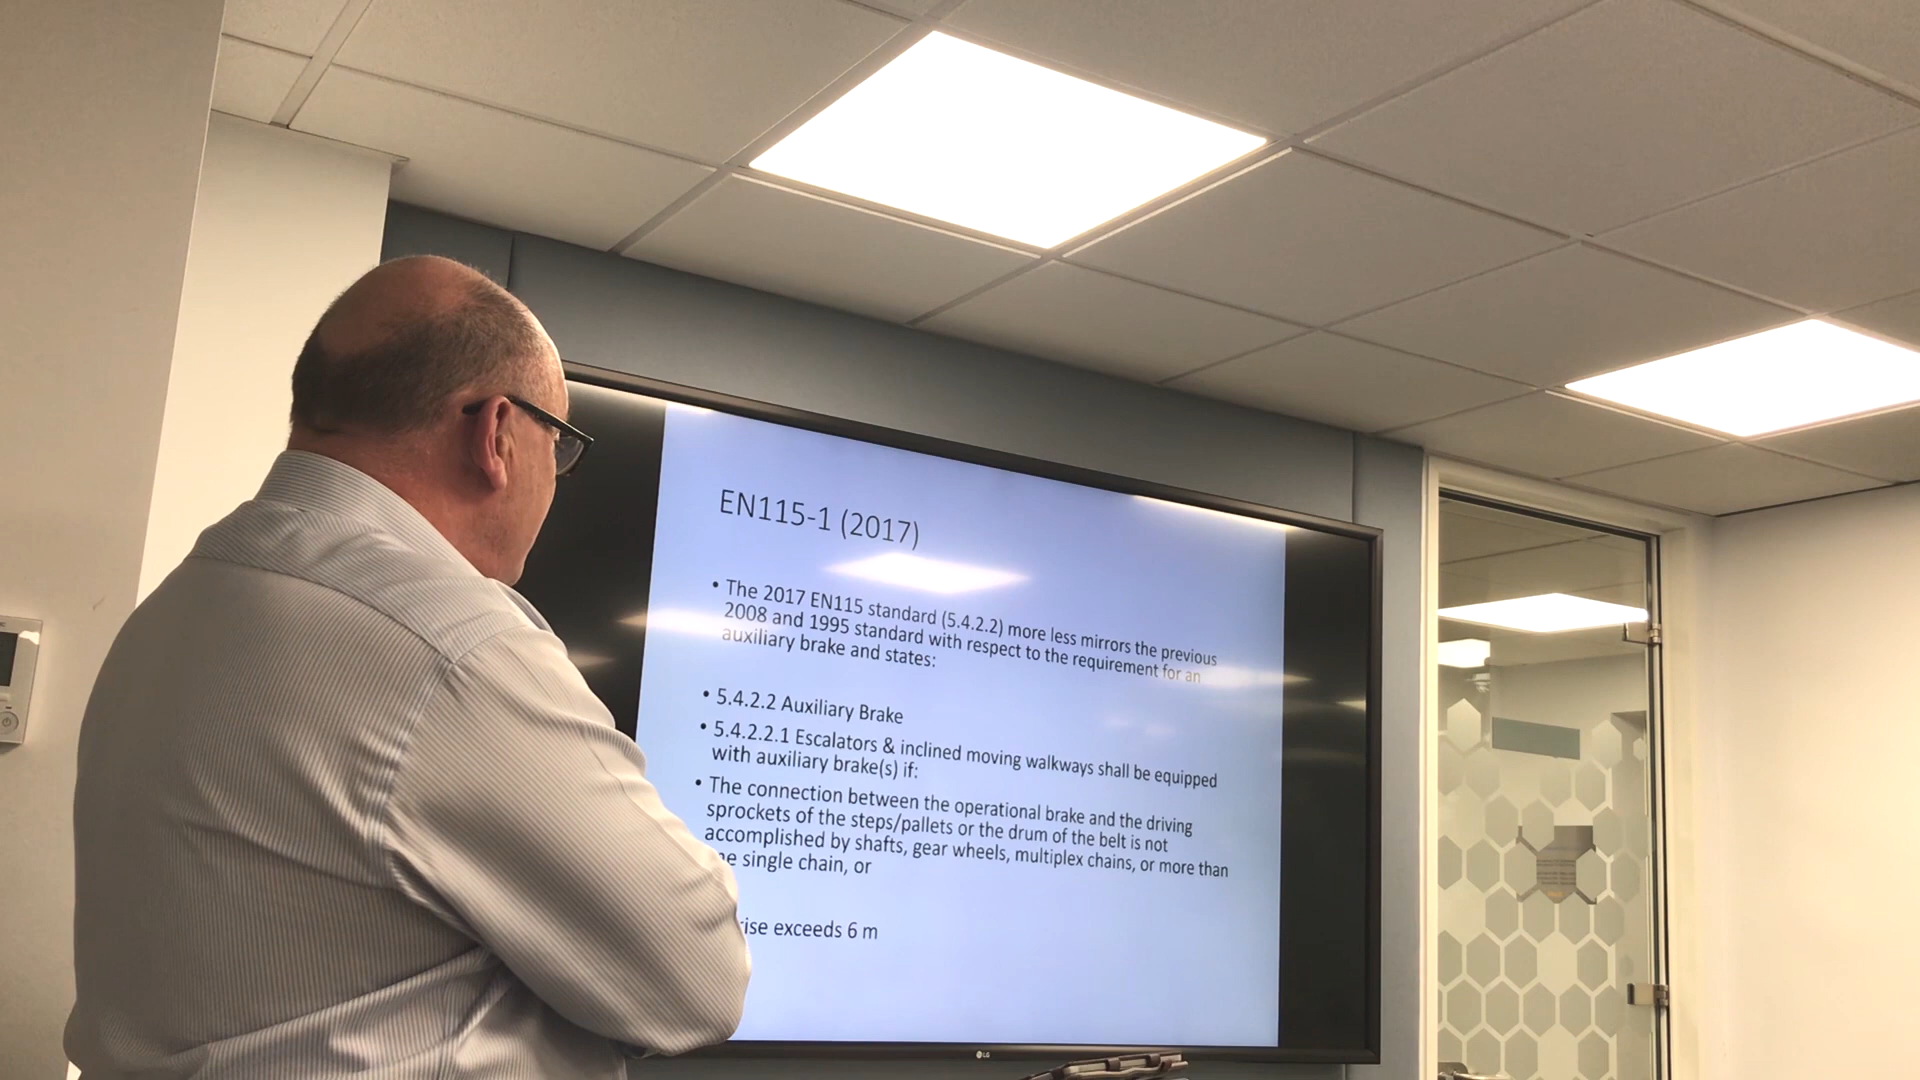 EN115-1 (2017)
• The 2017 EN115 standard (5.4.2.2) more less mirrors the previous
2008 and 1995 standard with respect to the requirement for an
auxiliary brake and states:
• 5.4.2.2 Auxiliary Brake
• 5.4.2.2.1 Escalators & inclined moving walkways shall be equipped
with auxiliary brake(s) if:
• The connection between the operational brake and the driving
sprockets of the steps/pallets or the drum of the belt is not
accomplished by shafts, gear wheels, multiplex chains, or more than
single chain, or
exceeds 6 m
LG